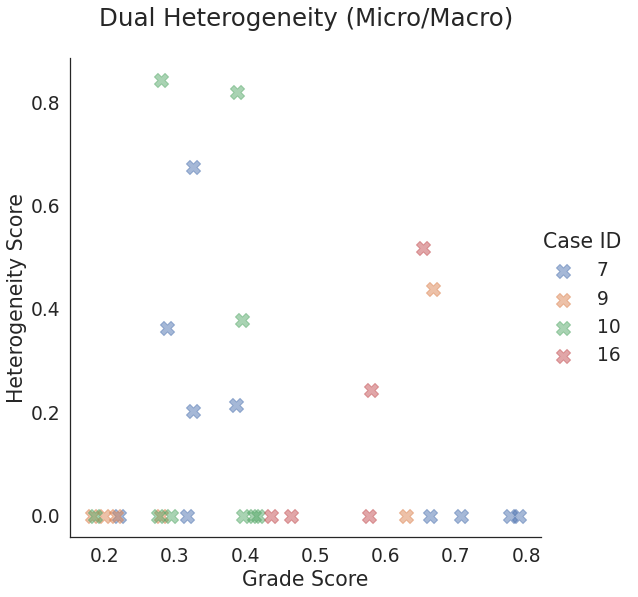 Dual Heterogeneity (Micro/Macro)
Heterogeneity Score
0.8
0.6
0.4
0.2
0.0
0.2 0.3 0.4 0.5 0.6 0.7 0.8
Grade Score
Case ID
7
9
10
16